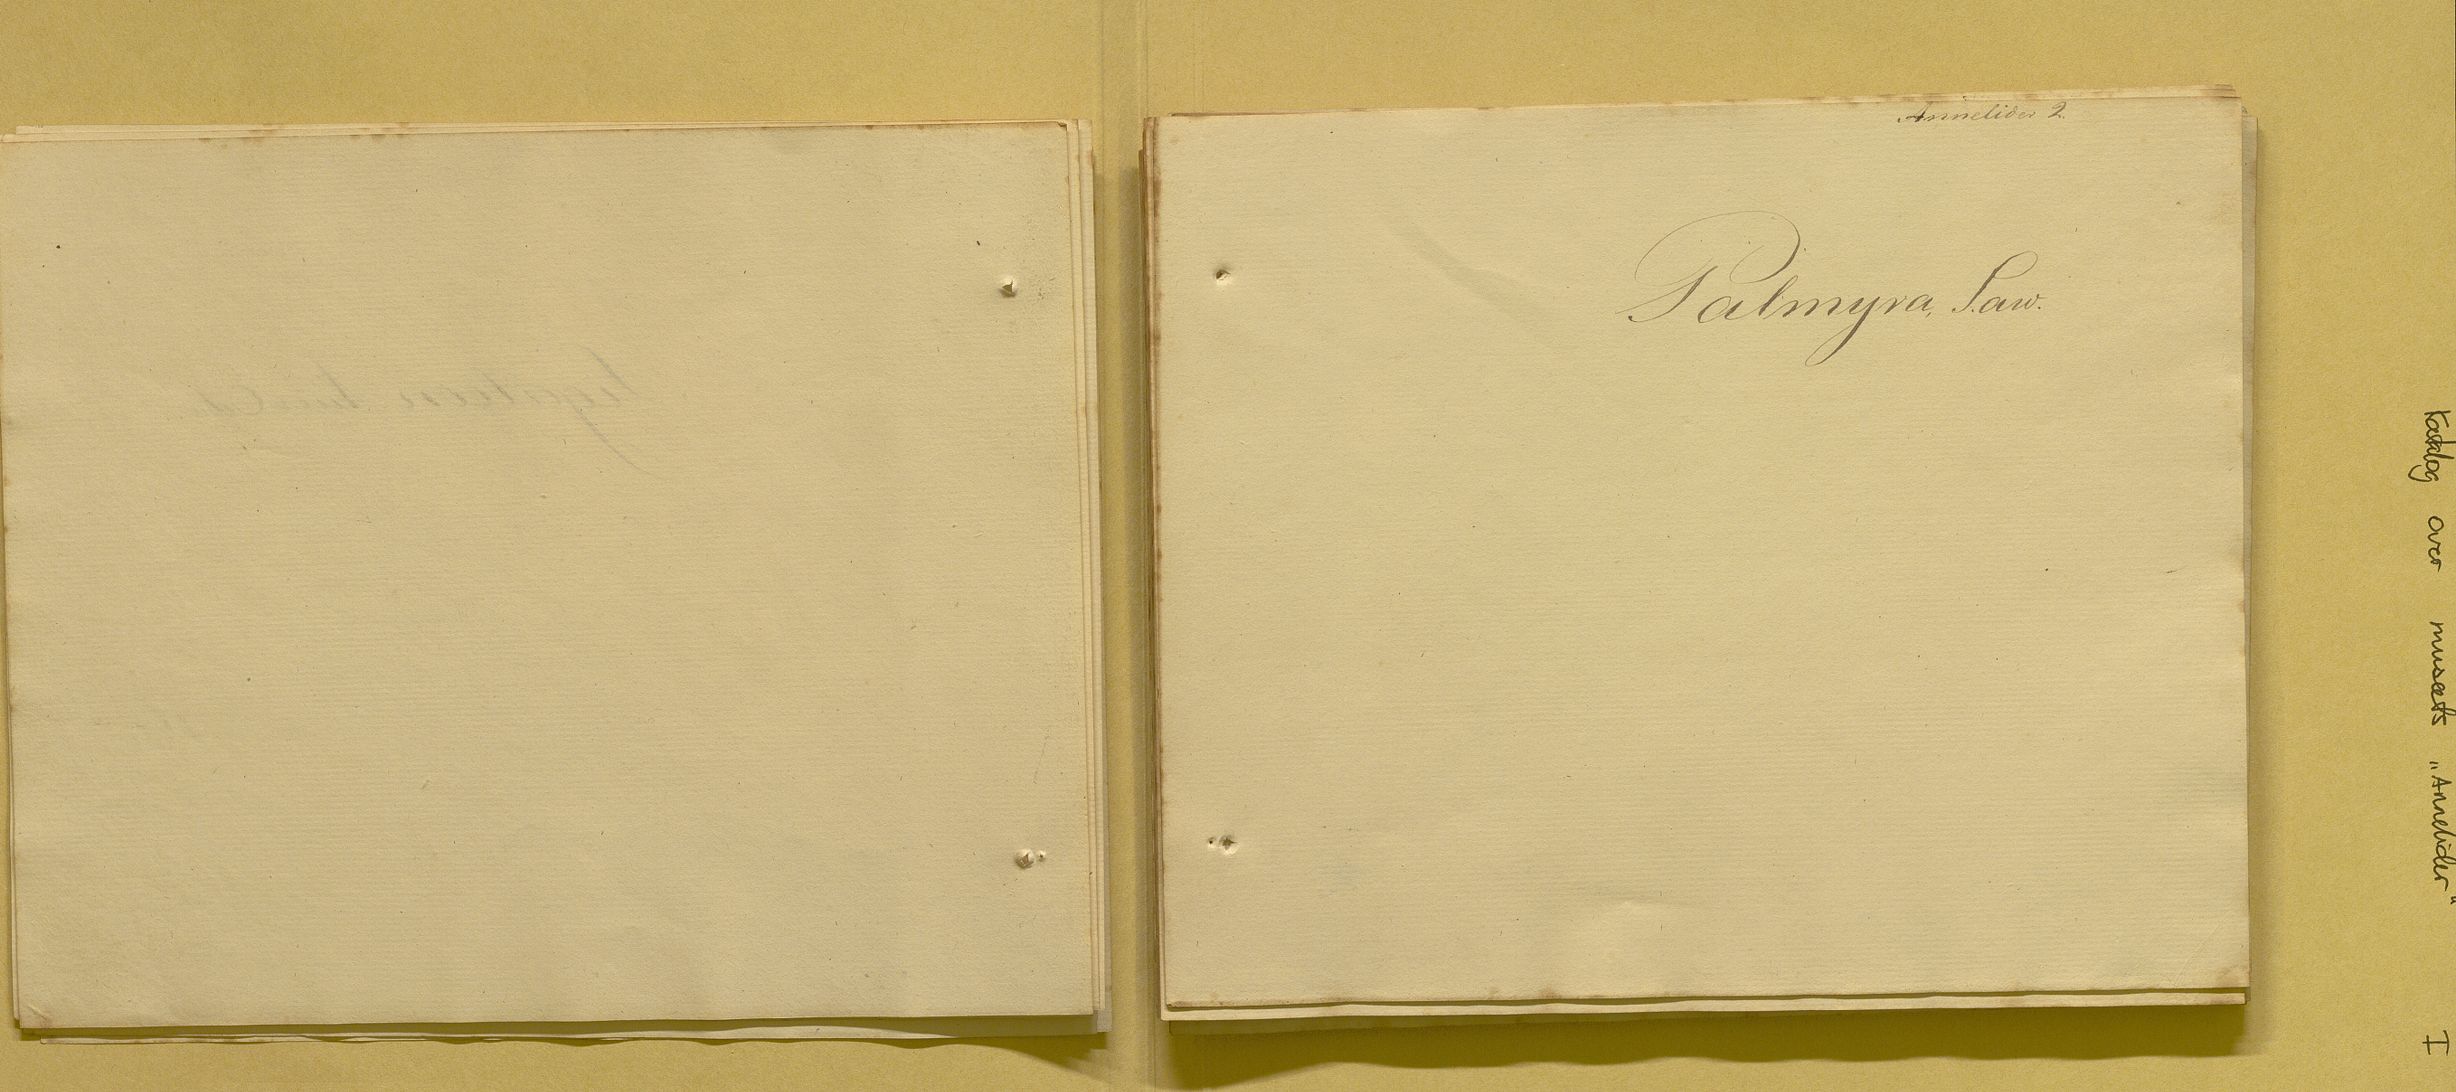 Annelider 2.
Palmyra, Sav.
Katalog over museets "Annelider" I